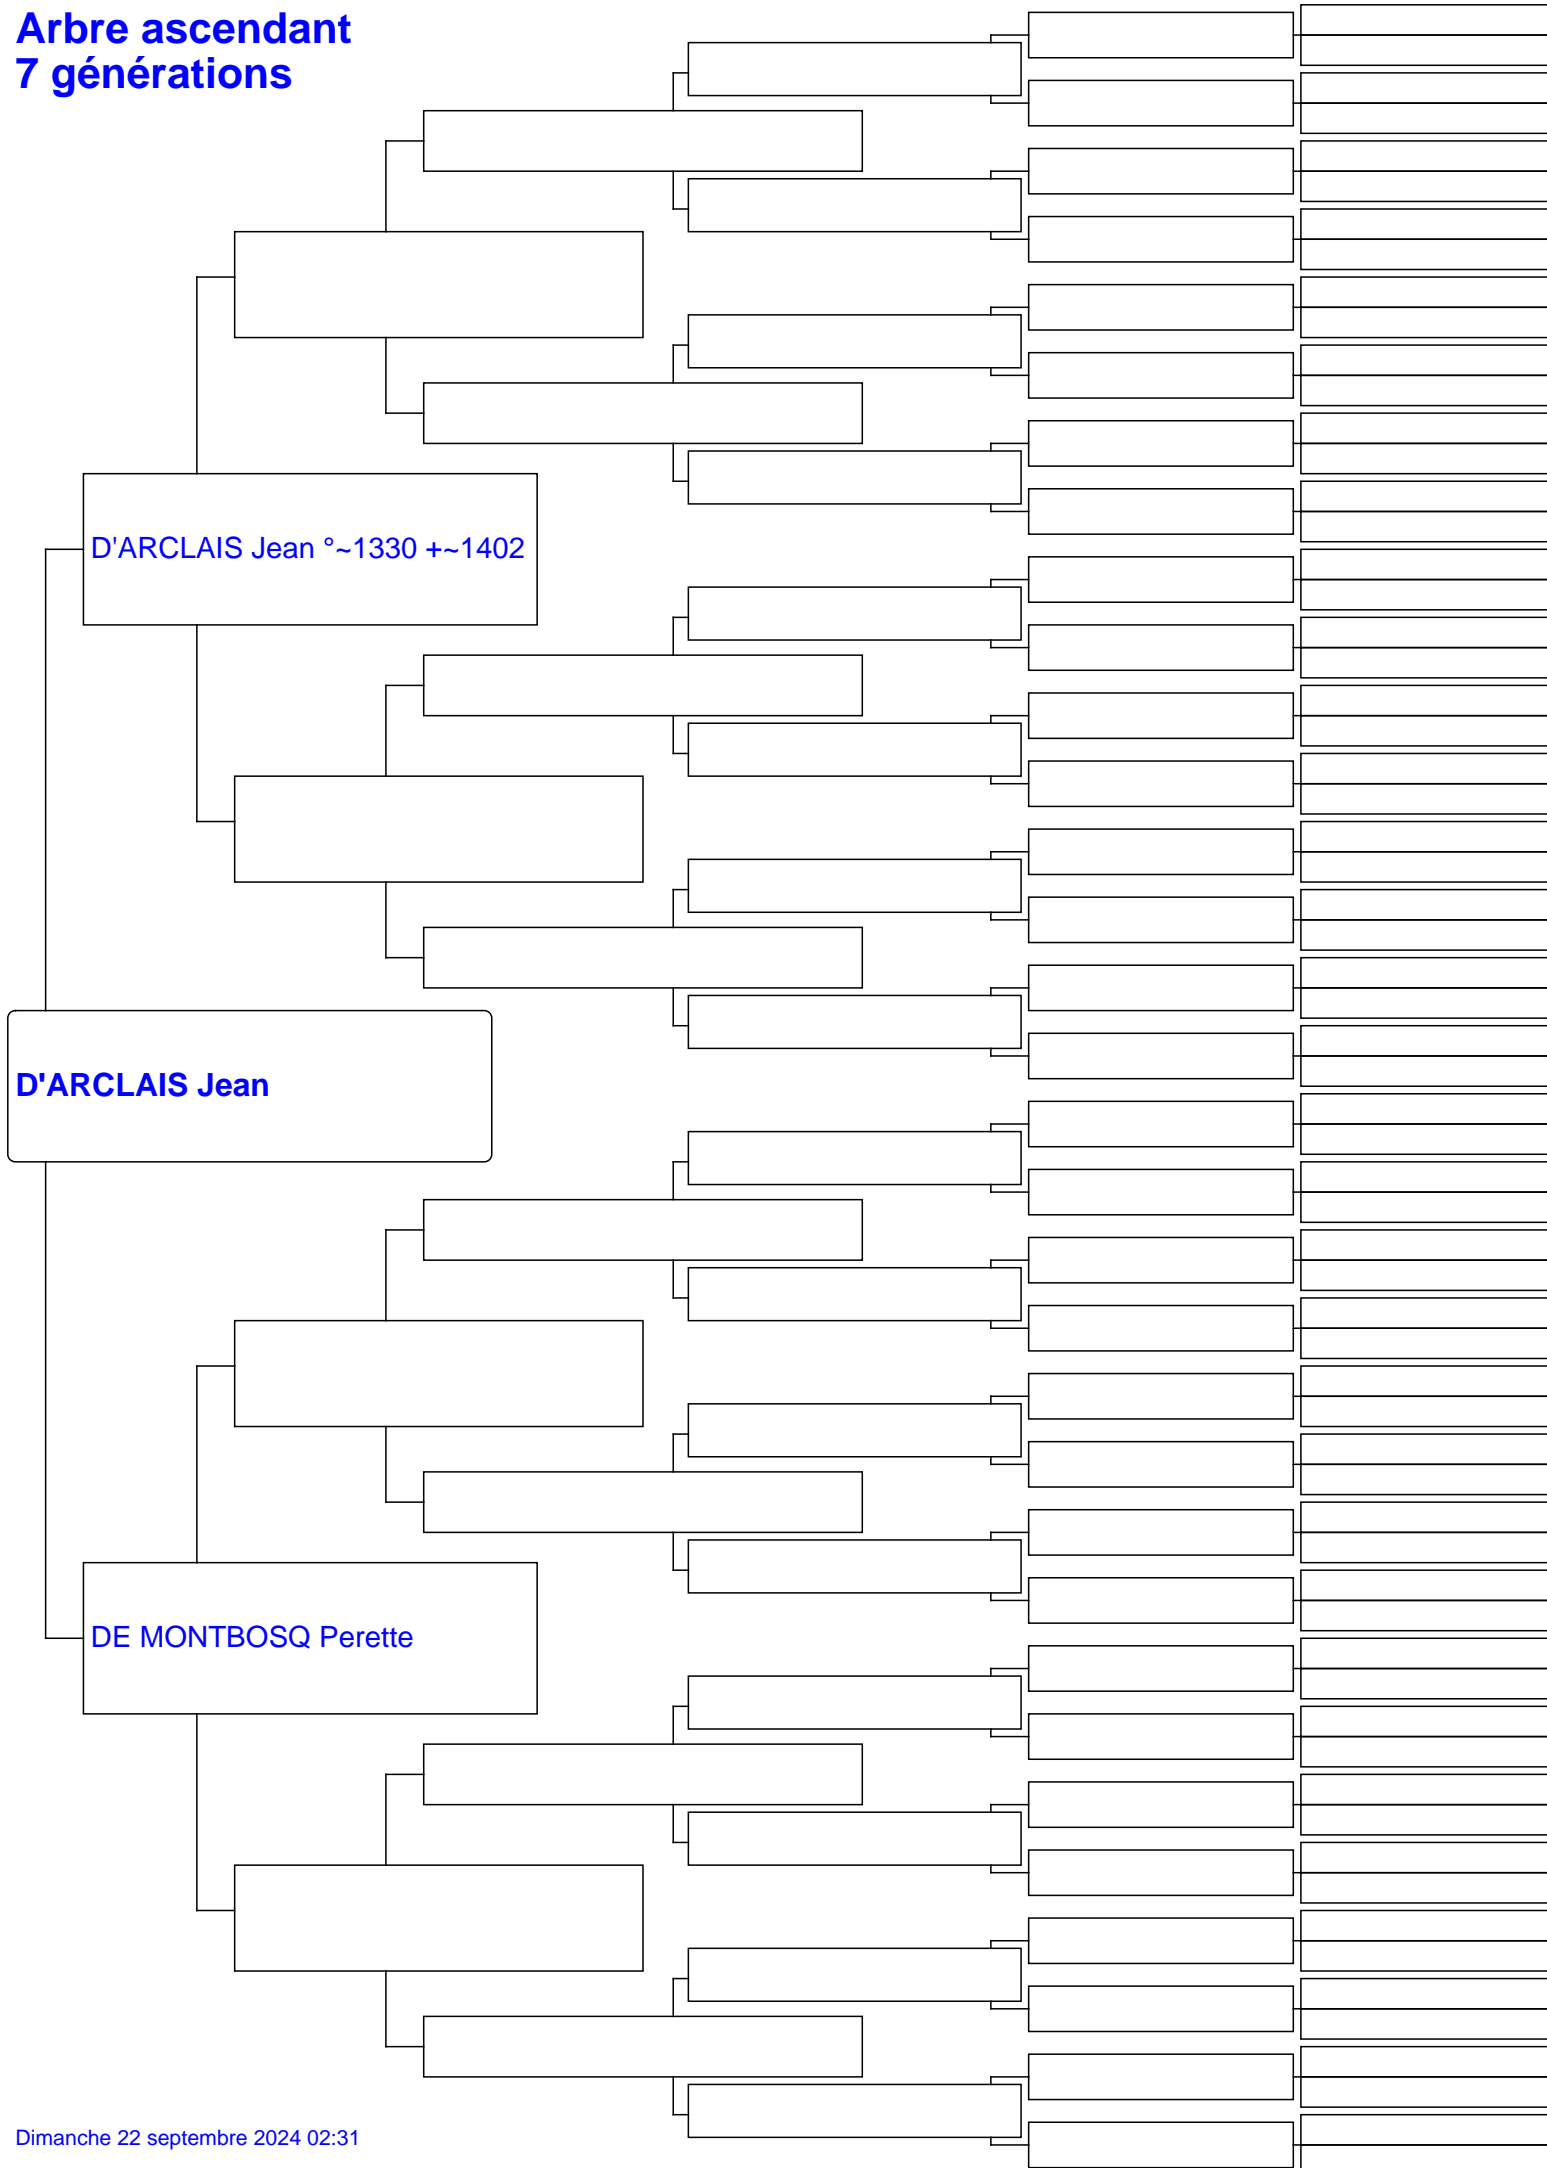 Arbre ascendant
7 générations
D'ARCLAIS Jean °~1330 +~1402
D'ARCLAIS Jean
DE MONTBOSQ Perette
Dimanche 22 septembre 2024 02:31